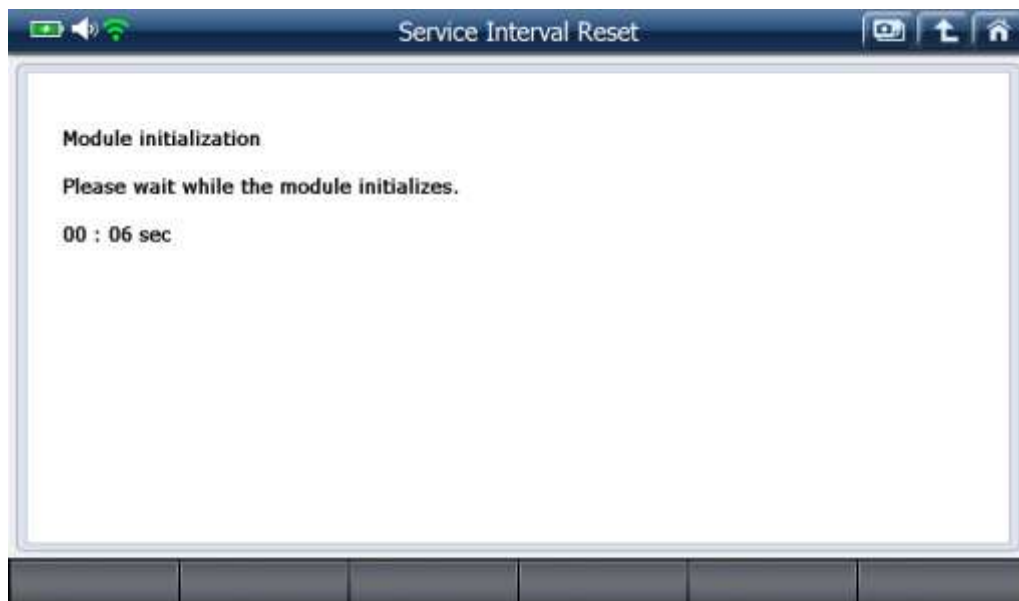 Service Interval Reset
Module initialization
Please wait while the module initializes.
00 : 06 sec